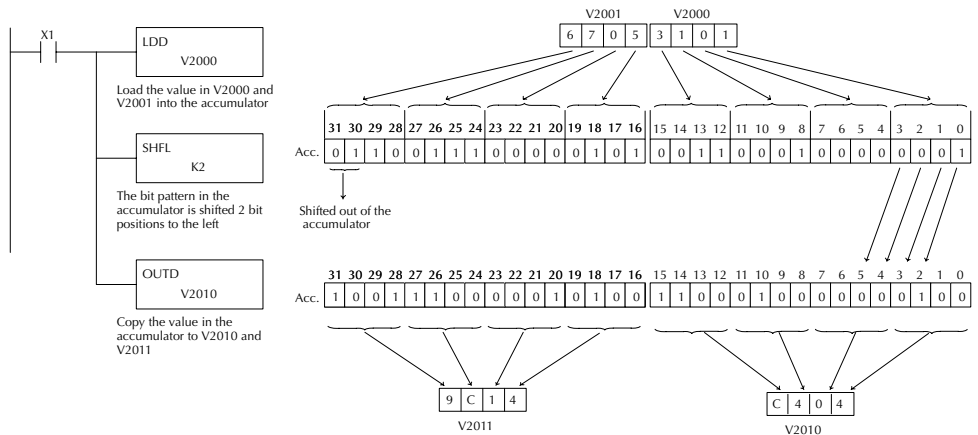 V2001 V2000
6 7 0 5 3 1 0 1
X1
LDD
V2000
Load the value in V2000 and
V2001 into the accumulator
31 30 29 28 27 26 25 24 23 22 21 20 19 18 17 16 15 14 13 12 11 10 9 8 7 6 5 4 3 2 1 0
Acc. 0 1 1 0 0 1 1 1 0 0 0 0 0 1 0 1 0 0 1 1 0 0 0 1 0 0 0 0 0 0 0 1
SHFL
K2
The bit pattern in the
accumulator is shifted 2 bit
positions to the left
Shifted out of the
accumulator
OUTD
V2010
Copy the value in the
accumulator to V2010 and
V2011
31 30 29 28 27 26 25 24 23 22 21 20 19 18 17 16 15 14 13 12 11 10 9 8 7 6 5 4 3 2 1 0
Acc. 1 0 0 1 1 1 0 0 0 0 0 1 0 1 0 0 1 1 0 0 0 1 0 0 0 0 0 0 0 1 0 0
9 C 1 4
V2011
C 4 0 4
V2010